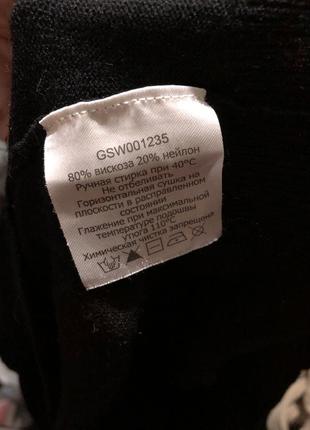 GSW001235
80% вискоза 20% нейлон
Ручная стирка при 40°C
Не отбеливать
Горизонтальная сушка на
плоскости в расправленном
состоянии
Глажение при максимальной
температуре подошвы
утюга 110°C
Химическая чистка запрещена